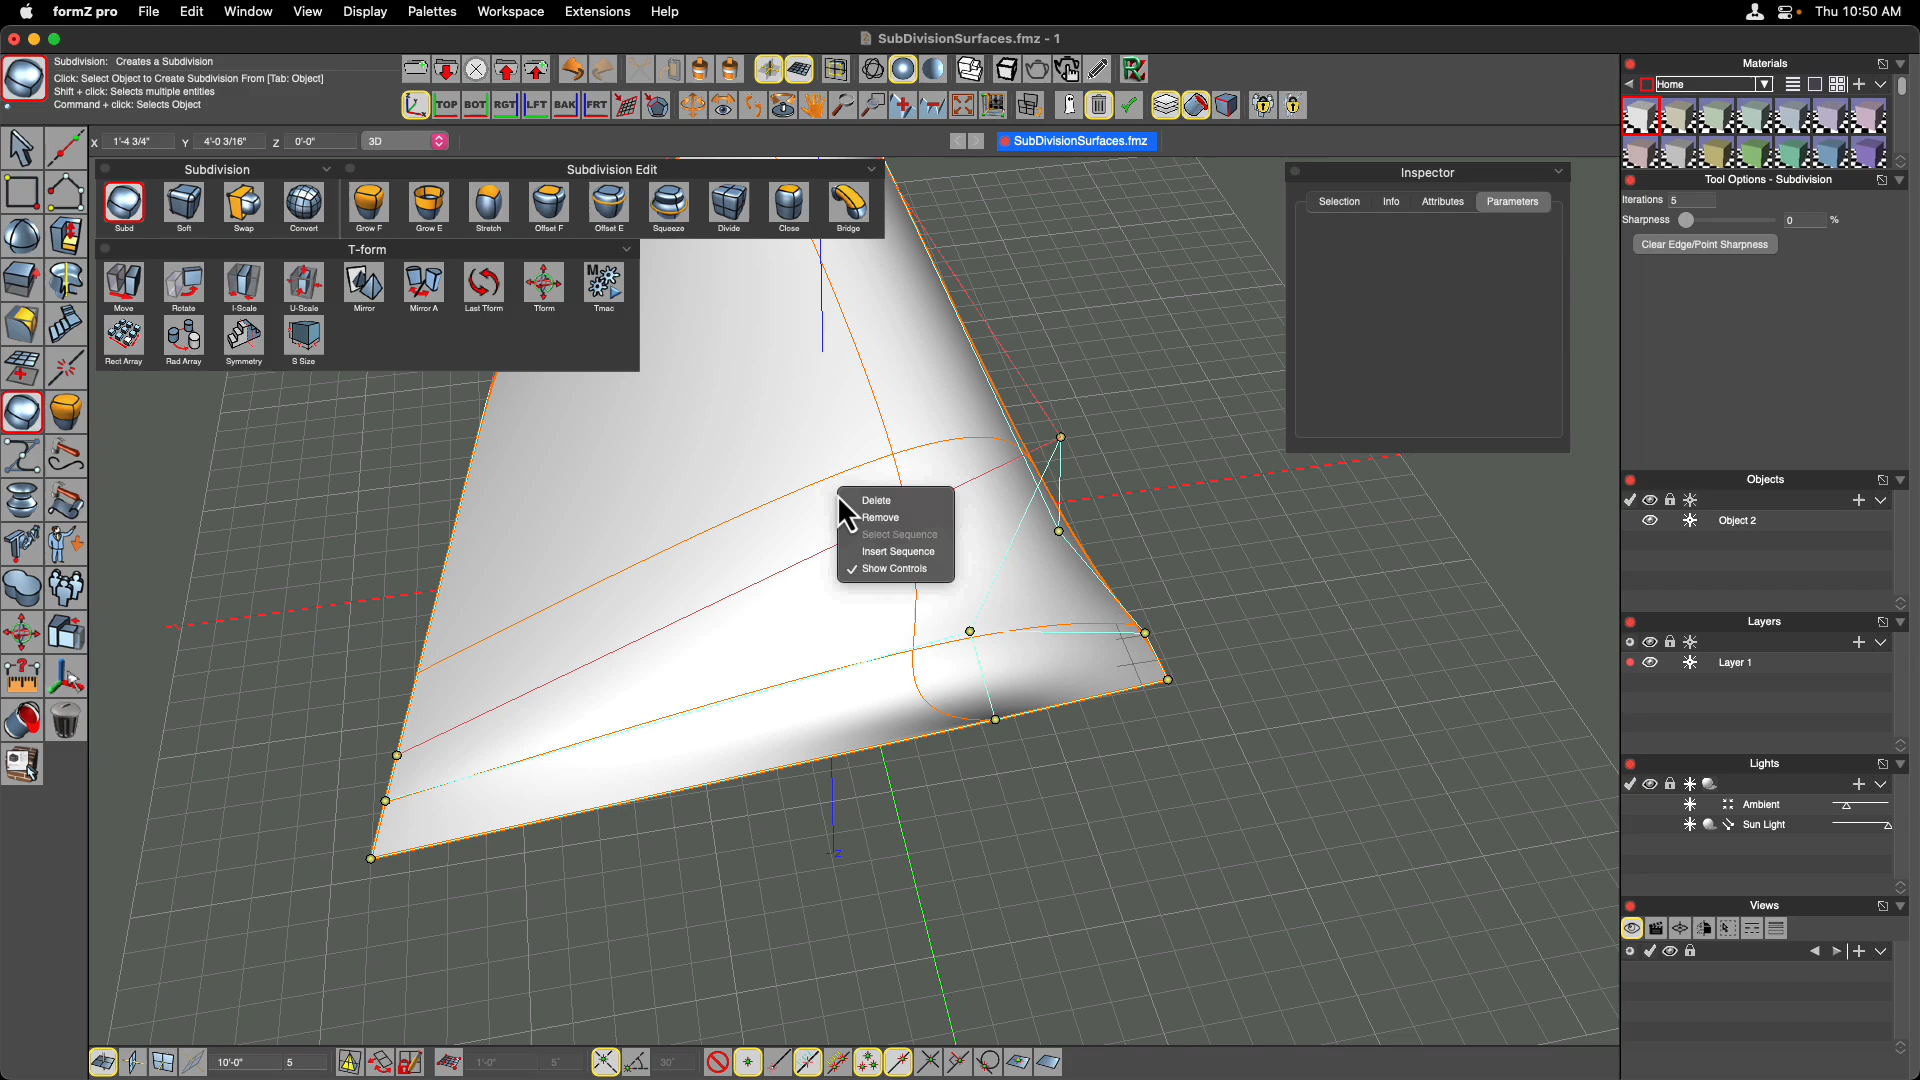 formZ pro File Edit Window View Display Palettes Workspace Extensions Help Thu 10:50 AM
SubDivisionSurfaces.fmz - 1
Subdivision: Creates a Subdivision
Click: Select Object to Create Subdivision From [Tab: Object]
Shift + click: Selects multiple entities
Command + click: Selects Object
TOP BOT RGT LFT BAK FRT
X 1'-4 3/4" Y 4'-0 3/16" Z 0'-0" 3D
SubDivisionSurfaces.fmz
Subdivision
Subd Soft Swap Convert
Subdivision Edit
Grow F Grow E Stretch Offset F Offset E Squeeze Divide Close Bridge
T-form
Move Rotate I-Scale U-Scale Mirror Mirror A Last Tform Tform Tmac
Rect Array Rad Array Symmetry S Size
Delete
Remove
Select Sequence
Insert Sequence
Show Controls
Z
Inspector
Selection Info Attributes Parameters
Materials
Home
Tool Options - Subdivision
Iterations 5
Sharpness 0 %
Clear Edge/Point Sharpness
Objects
Object 2
Layers
Layer 1
Lights
Ambient
Sun Light
Views
10'-0" 5 1'-0" 5° 30°